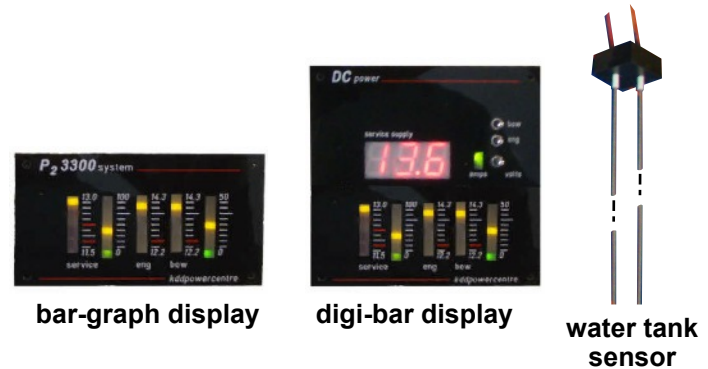 P2 3300 system
13.0 100 14.3 14.3 50
11.5 0 12.2 12.2 0
service eng bow
kddpowercentre
bar-graph display
DC power
bow
eng
service supply
13.6
amps volts
13.0 100 14.3 14.3 50
11.5 0 12.2 12.2 0
service eng bow
kddpowercentre
digi-bar display
water tank
sensor